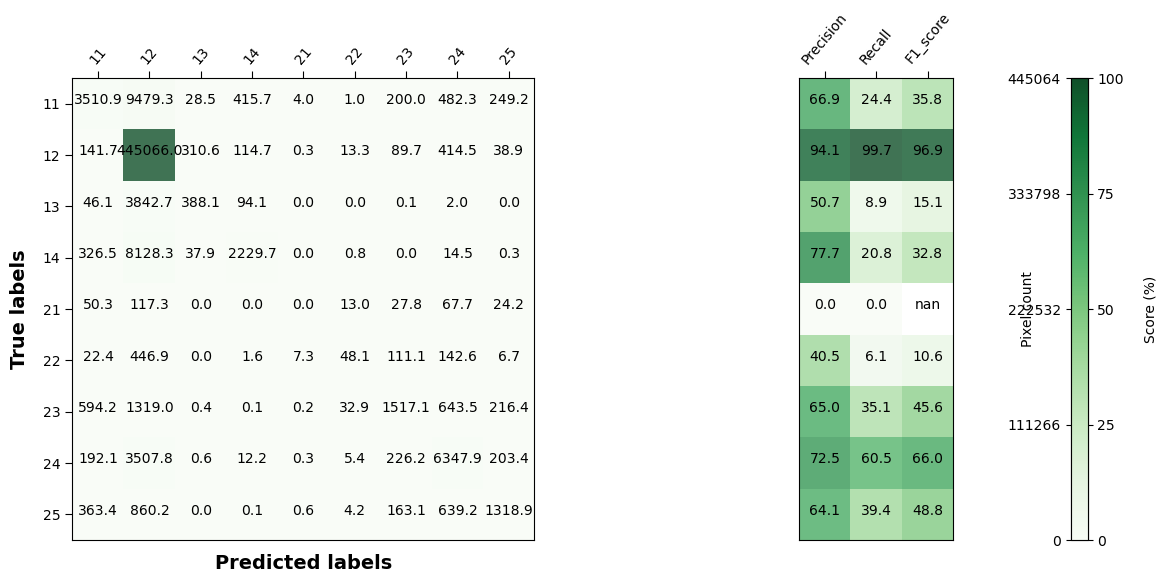 11 12 13 14 21 22 23 24 25
Precision Recall F1_score
11 3510.9 9479.3 28.5 415.7 4.0 1.0 200.0 482.3 249.2
66.9 24.4 35.8
12 141.7 445066.0 310.6 114.7 0.3 13.3 89.7 414.5 38.9
94.1 99.7 96.9
13 46.1 3842.7 388.1 94.1 0.0 0.0 0.1 2.0 0.0
50.7 8.9 15.1
14 326.5 8128.3 37.9 2229.7 0.0 0.8 0.0 14.5 0.3
77.7 20.8 32.8
21 50.3 117.3 0.0 0.0 0.0 13.0 27.8 67.7 24.2
0.0 0.0 nan
22 22.4 446.9 0.0 1.6 7.3 48.1 111.1 142.6 6.7
40.5 6.1 10.6
23 594.2 1319.0 0.4 0.1 0.2 32.9 1517.1 643.5 216.4
65.0 35.1 45.6
24 192.1 3507.8 0.6 12.2 0.3 5.4 226.2 6347.9 203.4
72.5 60.5 66.0
25 363.4 860.2 0.0 0.1 0.6 4.2 163.1 639.2 1318.9
64.1 39.4 48.8
True labels
Predicted labels
445064 100
333798 75
222532 50
111266 25
0 0
Pixel count
Score (%)